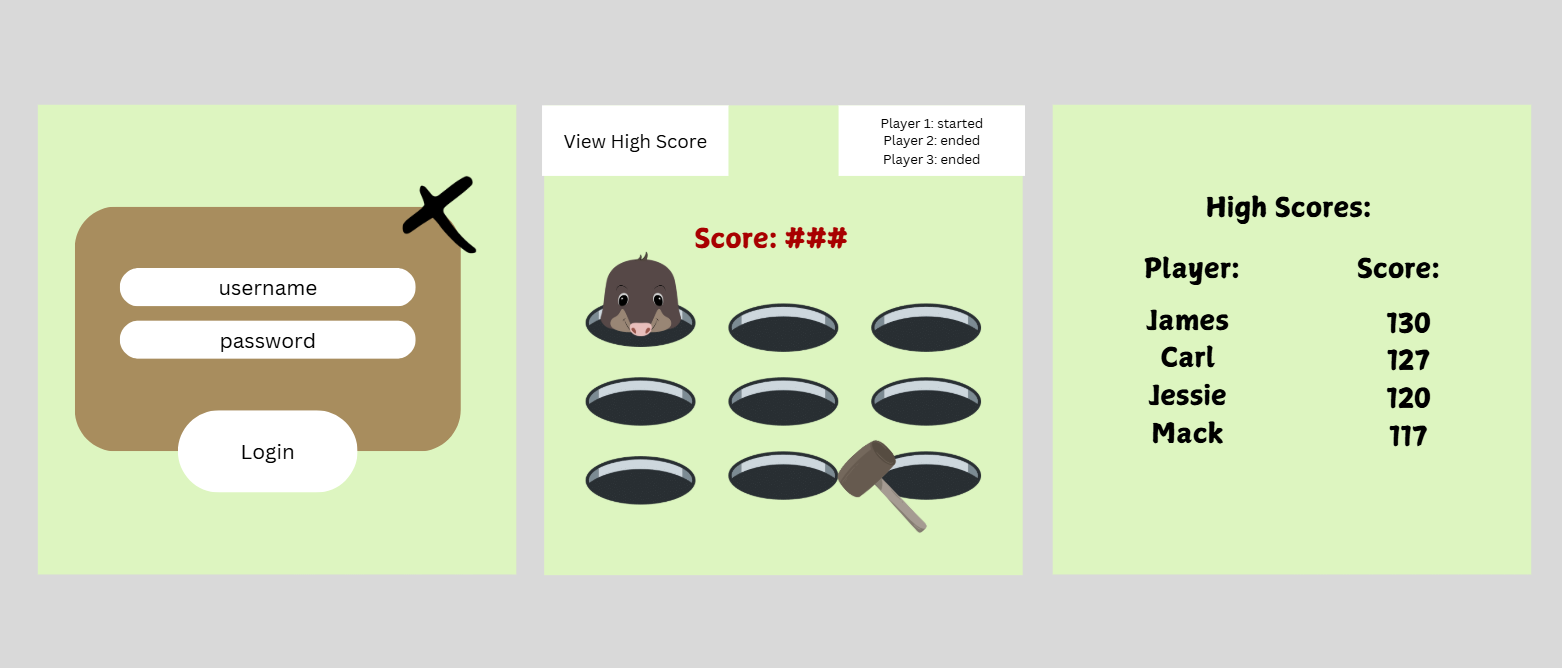 username
password
Login
View High Score
Player 1: started
Player 2: ended
Player 3: ended
Score: ###
High Scores:
Player: Score:
James 130
Carl 127
Jessie 120
Mack 117